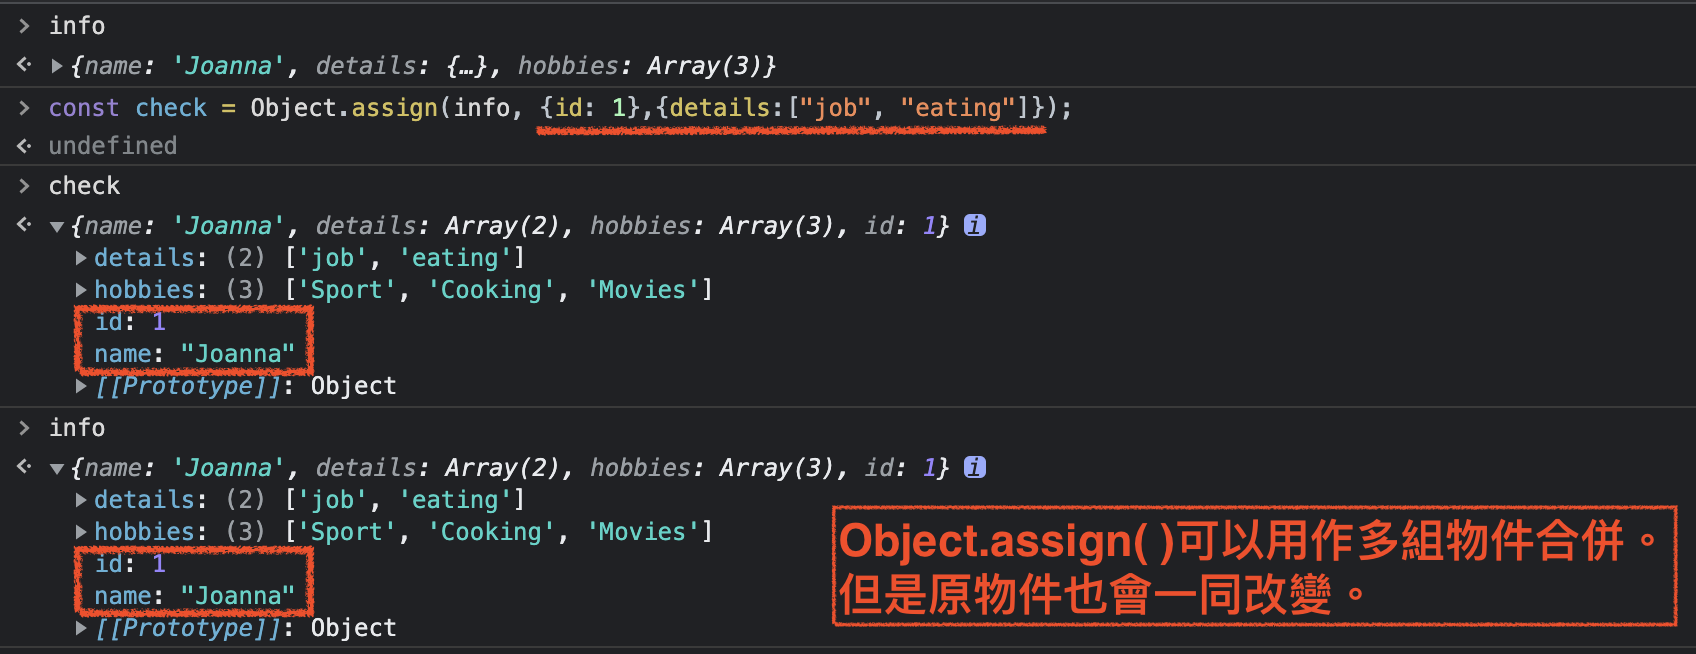 > info
{name: 'Joanna', details: {…}, hobbies: Array(3)}
> const check = Object.assign(info, {id: 1},{details:["job", "eating"]});
undefined
> check
{name: 'Joanna', details: Array(2), hobbies: Array(3), id: 1} i
details: (2) ['job', 'eating']
hobbies: (3) ['Sport', 'Cooking', 'Movies']
id: 1
name: "Joanna"
[[Prototype]]: Object
> info
{name: 'Joanna', details: Array(2), hobbies: Array(3), id: 1} i
details: (2) ['job', 'eating']
hobbies: (3) ['Sport', 'Cooking', 'Movies']
id: 1
name: "Joanna"
[[Prototype]]: Object
Object.assign( )可以用作多組物件合併。
但是原物件也會一同改變。